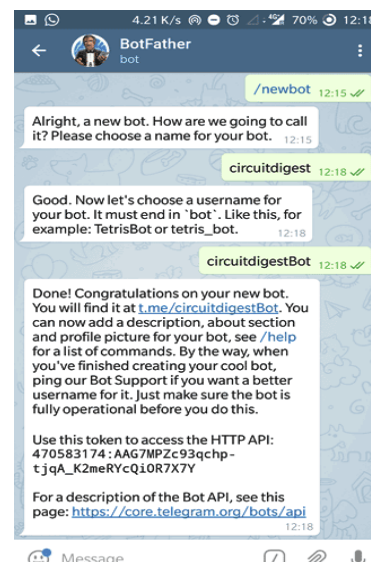 4.21 K/s 4G 70% 12:18
BotFather
bot
/newbot 12:15
Alright, a new bot. How are we going to call
it? Please choose a name for your bot. 12:15
circuitdigest 12:18
Good. Now let's choose a username for
your bot. It must end in `bot`. Like this, for
example: TetrisBot or tetris_bot. 12:18
circuitdigestBot 12:18
Done! Congratulations on your new bot.
You will find it at t.me/circuitdigestBot. You
can now add a description, about section
and profile picture for your bot, see /help
for a list of commands. By the way, when
you've finished creating your cool bot,
ping our Bot Support if you want a better
username for it. Just make sure the bot is
fully operational before you do this.
Use this token to access the HTTP API:
470583174:AAG7MPZc93qchp-
tjqA_K2meRYcQiOR7X7Y
For a description of the Bot API, see this
page: https://core.telegram.org/bots/api
12:18
Message